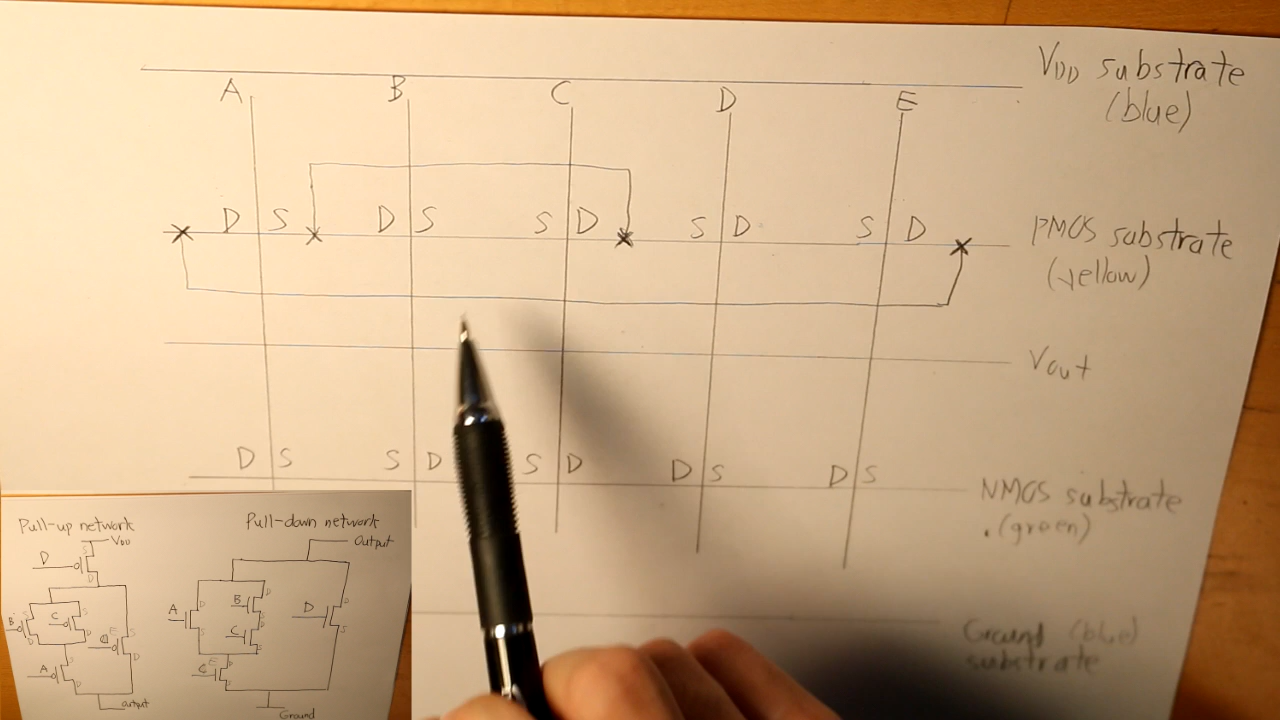 VDD substrate
(blue)
A B C D E
D S D S S D S D S D
PMOS substrate
(yellow)
Vout
D S S D S D D S D S
NMOS substrate
(green)
Ground (blue)
substrate
Pull-up network
VDD
D
S
D
B
S
D
C
S
D
E
S
D
A
S
D
output
Pull-down network
output
A
D
S
B
D
S
C
D
S
D
D
S
E
D
S
Ground